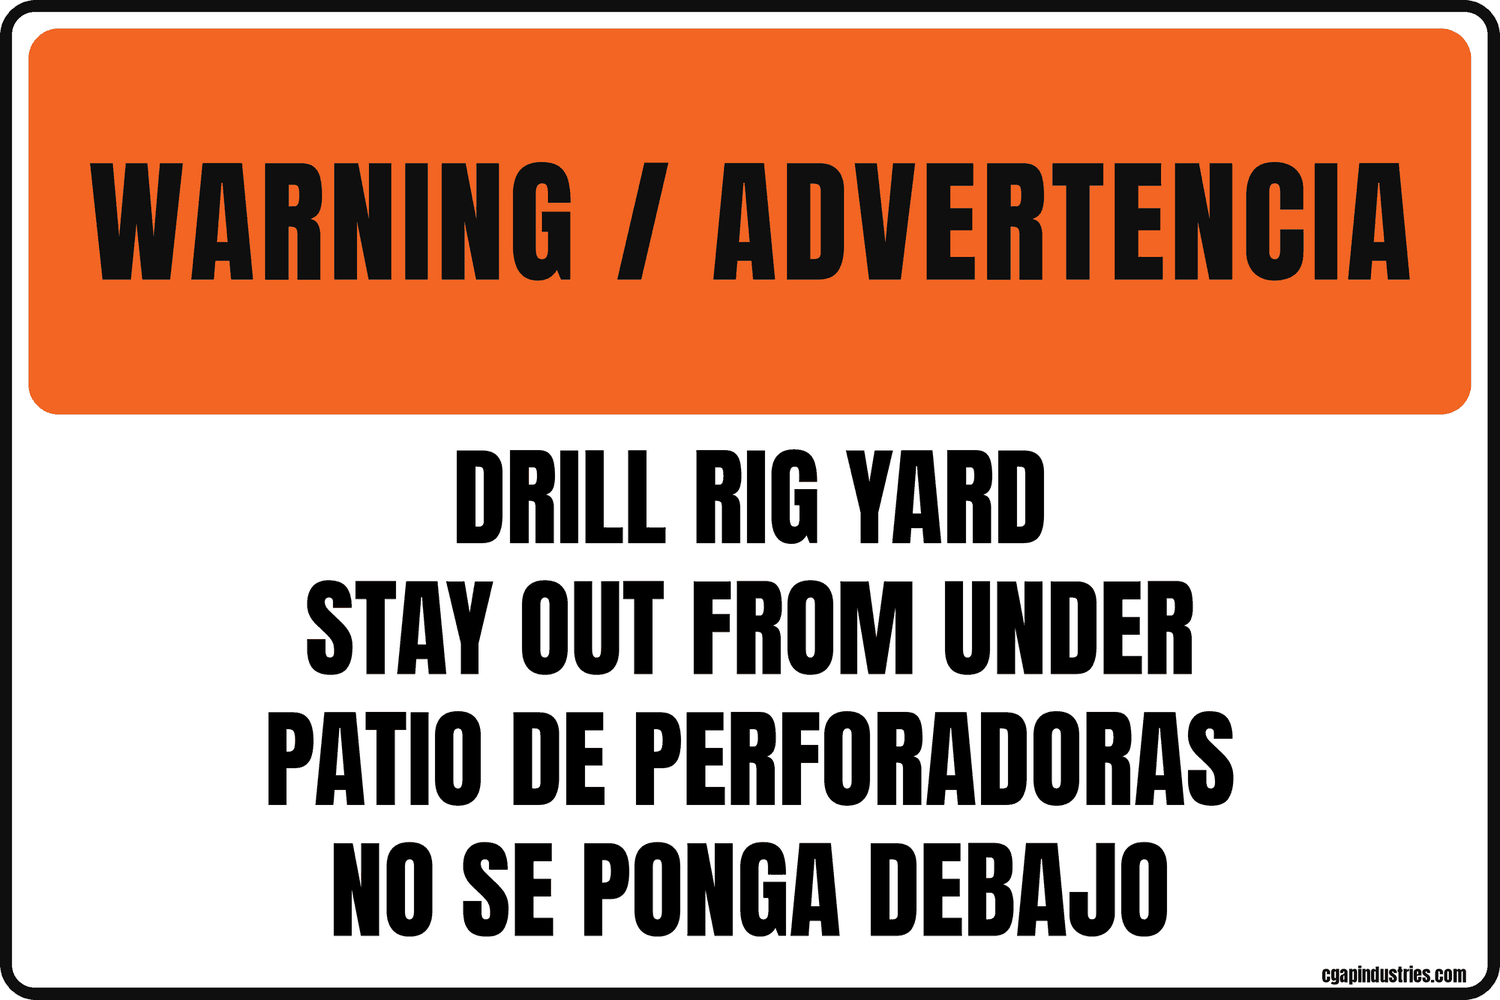 WARNING / ADVERTENCIA
DRILL RIG YARD
STAY OUT FROM UNDER
PATIO DE PERFORADORAS
NO SE PONGA DEBAJO
cgapindustries.com